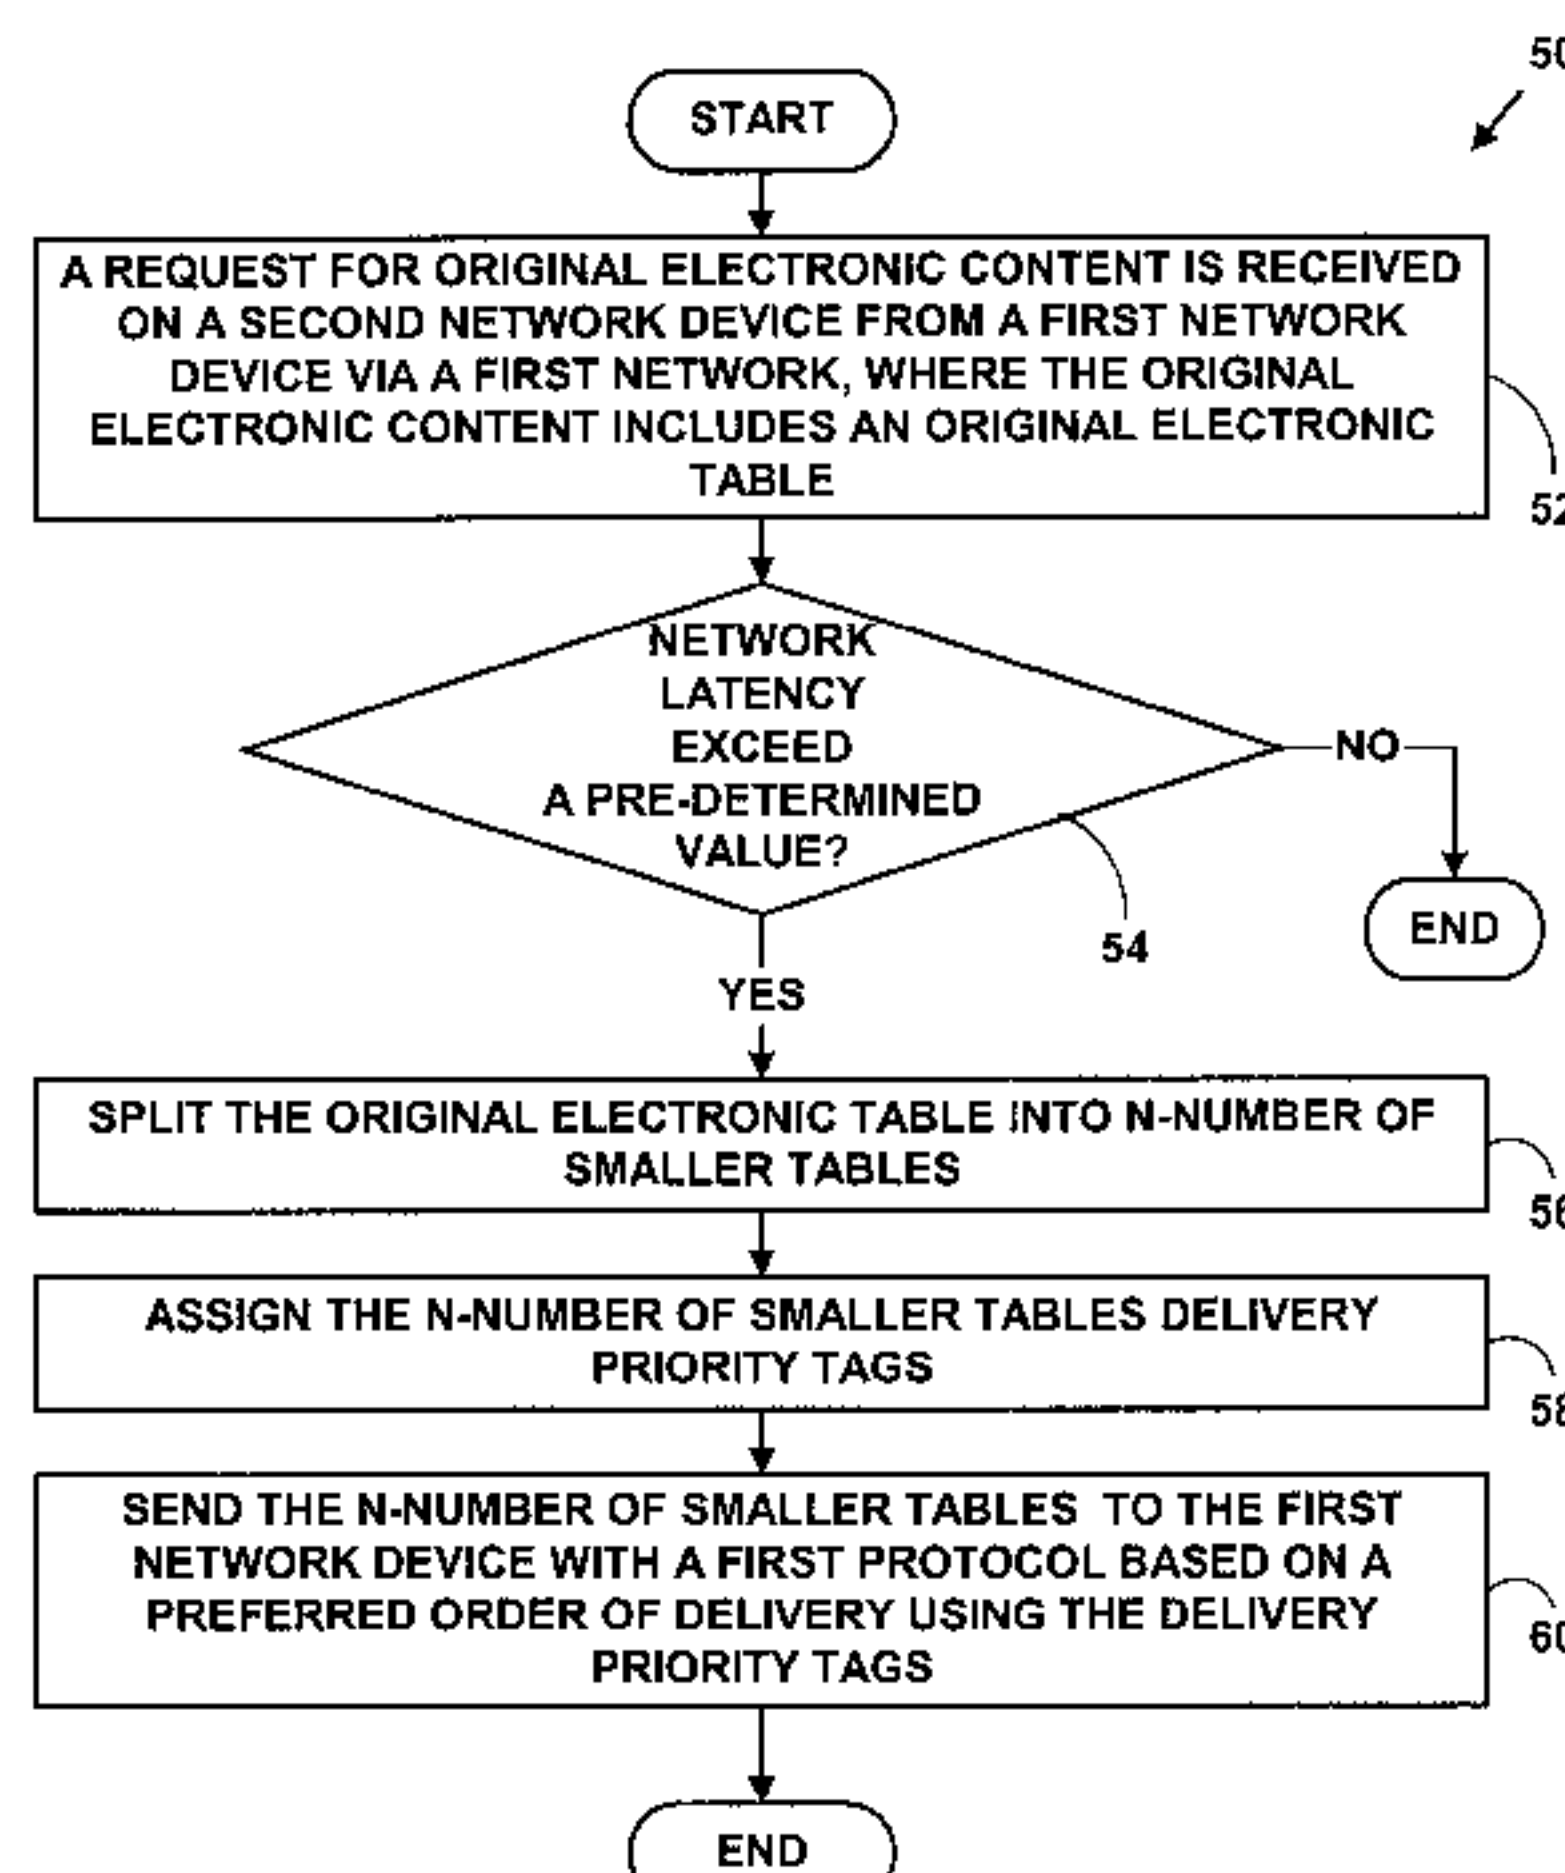 50
START
A REQUEST FOR ORIGINAL ELECTRONIC CONTENT IS RECEIVED
ON A SECOND NETWORK DEVICE FROM A FIRST NETWORK
DEVICE VIA A FIRST NETWORK, WHERE THE ORIGINAL
ELECTRONIC CONTENT INCLUDES AN ORIGINAL ELECTRONIC
TABLE
52
NETWORK
LATENCY
EXCEED
A PRE-DETERMINED
VALUE?
NO
54
END
YES
SPLIT THE ORIGINAL ELECTRONIC TABLE INTO N-NUMBER OF
SMALLER TABLES
56
ASSIGN THE N-NUMBER OF SMALLER TABLES DELIVERY
PRIORITY TAGS
58
SEND THE N-NUMBER OF SMALLER TABLES TO THE FIRST
NETWORK DEVICE WITH A FIRST PROTOCOL BASED ON A
PREFERRED ORDER OF DELIVERY USING THE DELIVERY
PRIORITY TAGS
60
END